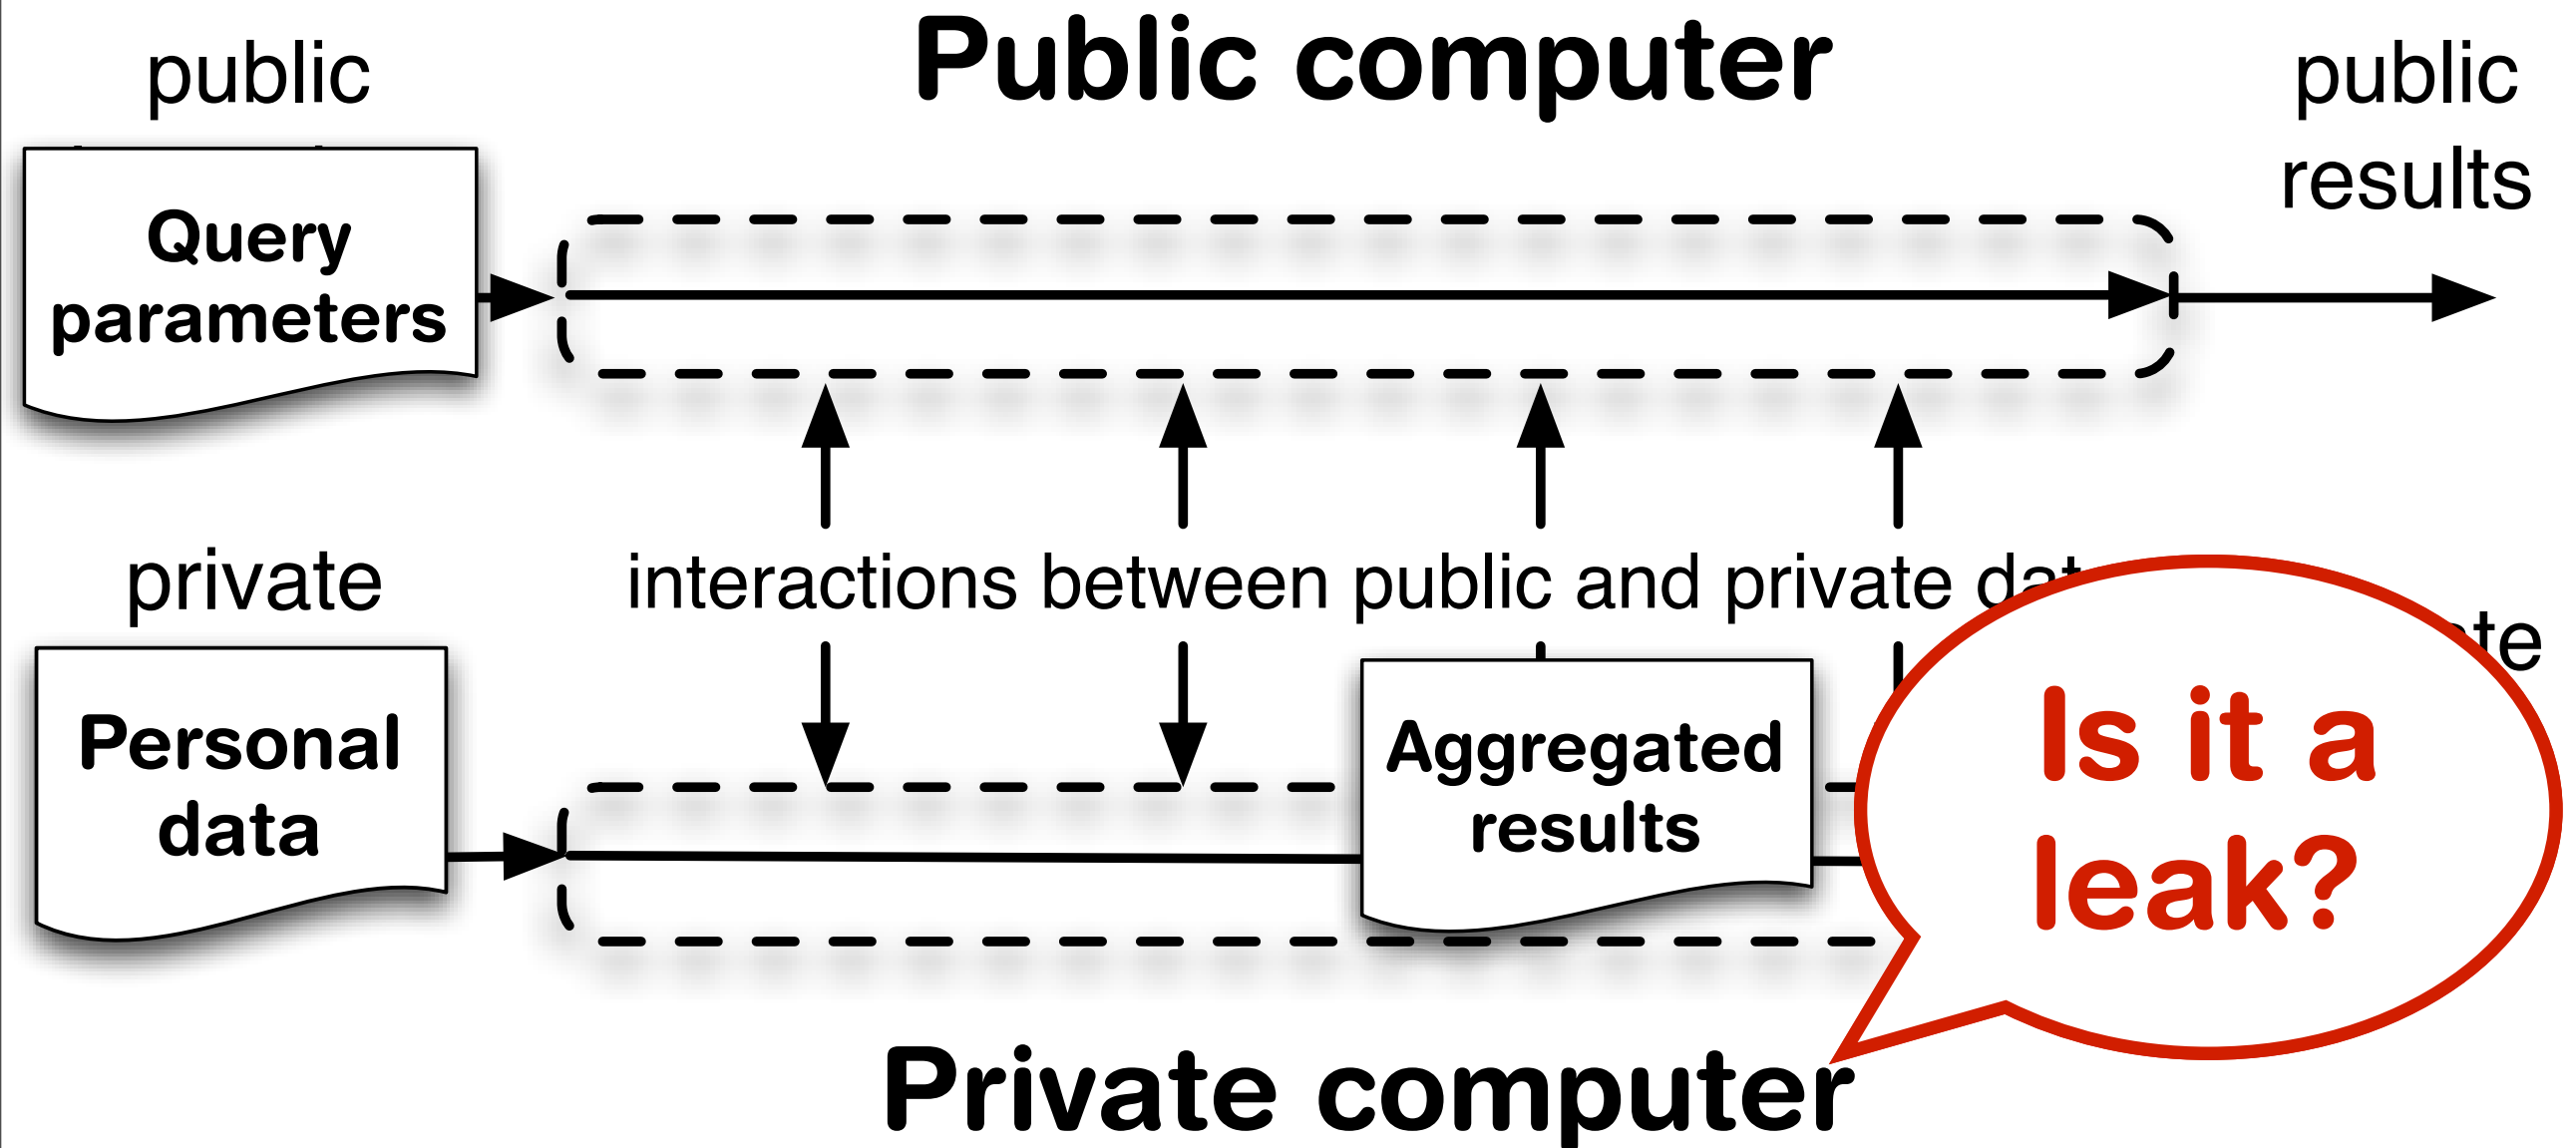 Public computer
public
public
results
Query
parameters
interactions between public and private
private
Personal
data
Aggregated
results
Is it a
leak?
Private computer